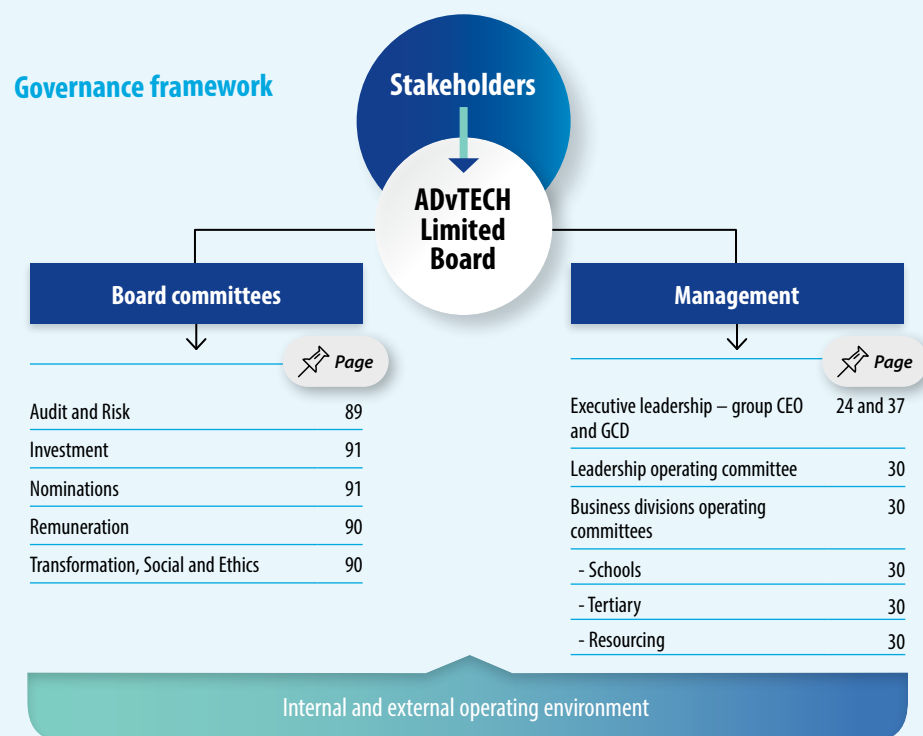 Governance framework
Stakeholders
ADvTECH
Limited
Board
Board committees
Page
Audit and Risk 89
Investment 91
Nominations 91
Remuneration 90
Transformation, Social and Ethics 90
Management
Page
Executive leadership – group CEO 24 and 37
and GCD
Leadership operating committee 30
Business divisions operating 30
committees
- Schools 30
- Tertiary 30
- Resourcing 30
Internal and external operating environment